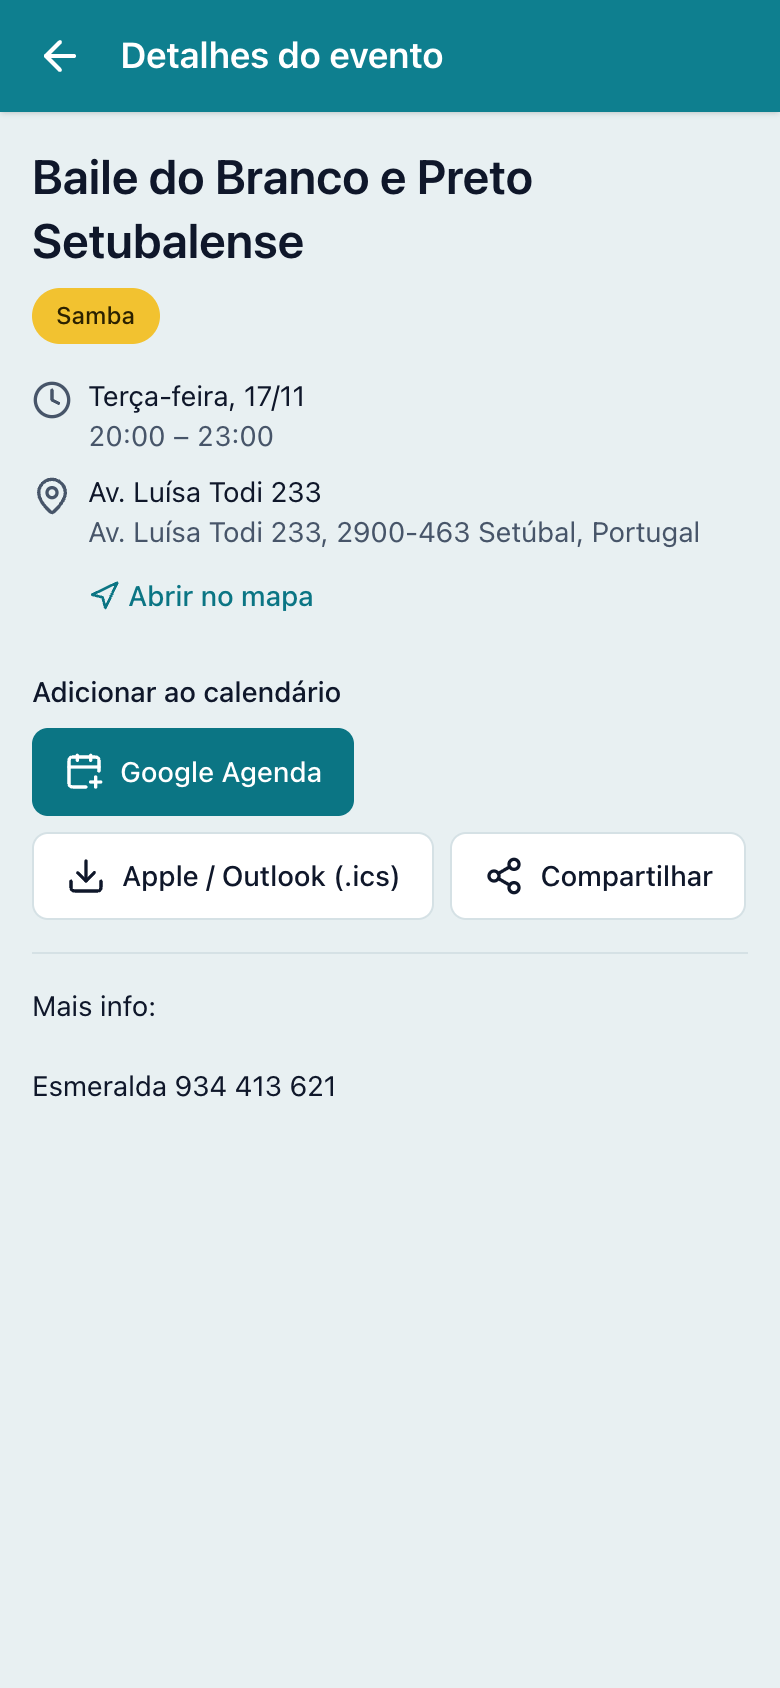 Detalhes do evento
Baile do Branco e Preto
Setubalense
Samba
Terça-feira, 17/11
20:00 – 23:00
Av. Luísa Todi 233
Av. Luísa Todi 233, 2900-463 Setúbal, Portugal
Abrir no mapa
Adicionar ao calendário
Google Agenda
Apple / Outlook (.ics)
Compartilhar
Mais info:
Esmeralda 934 413 621